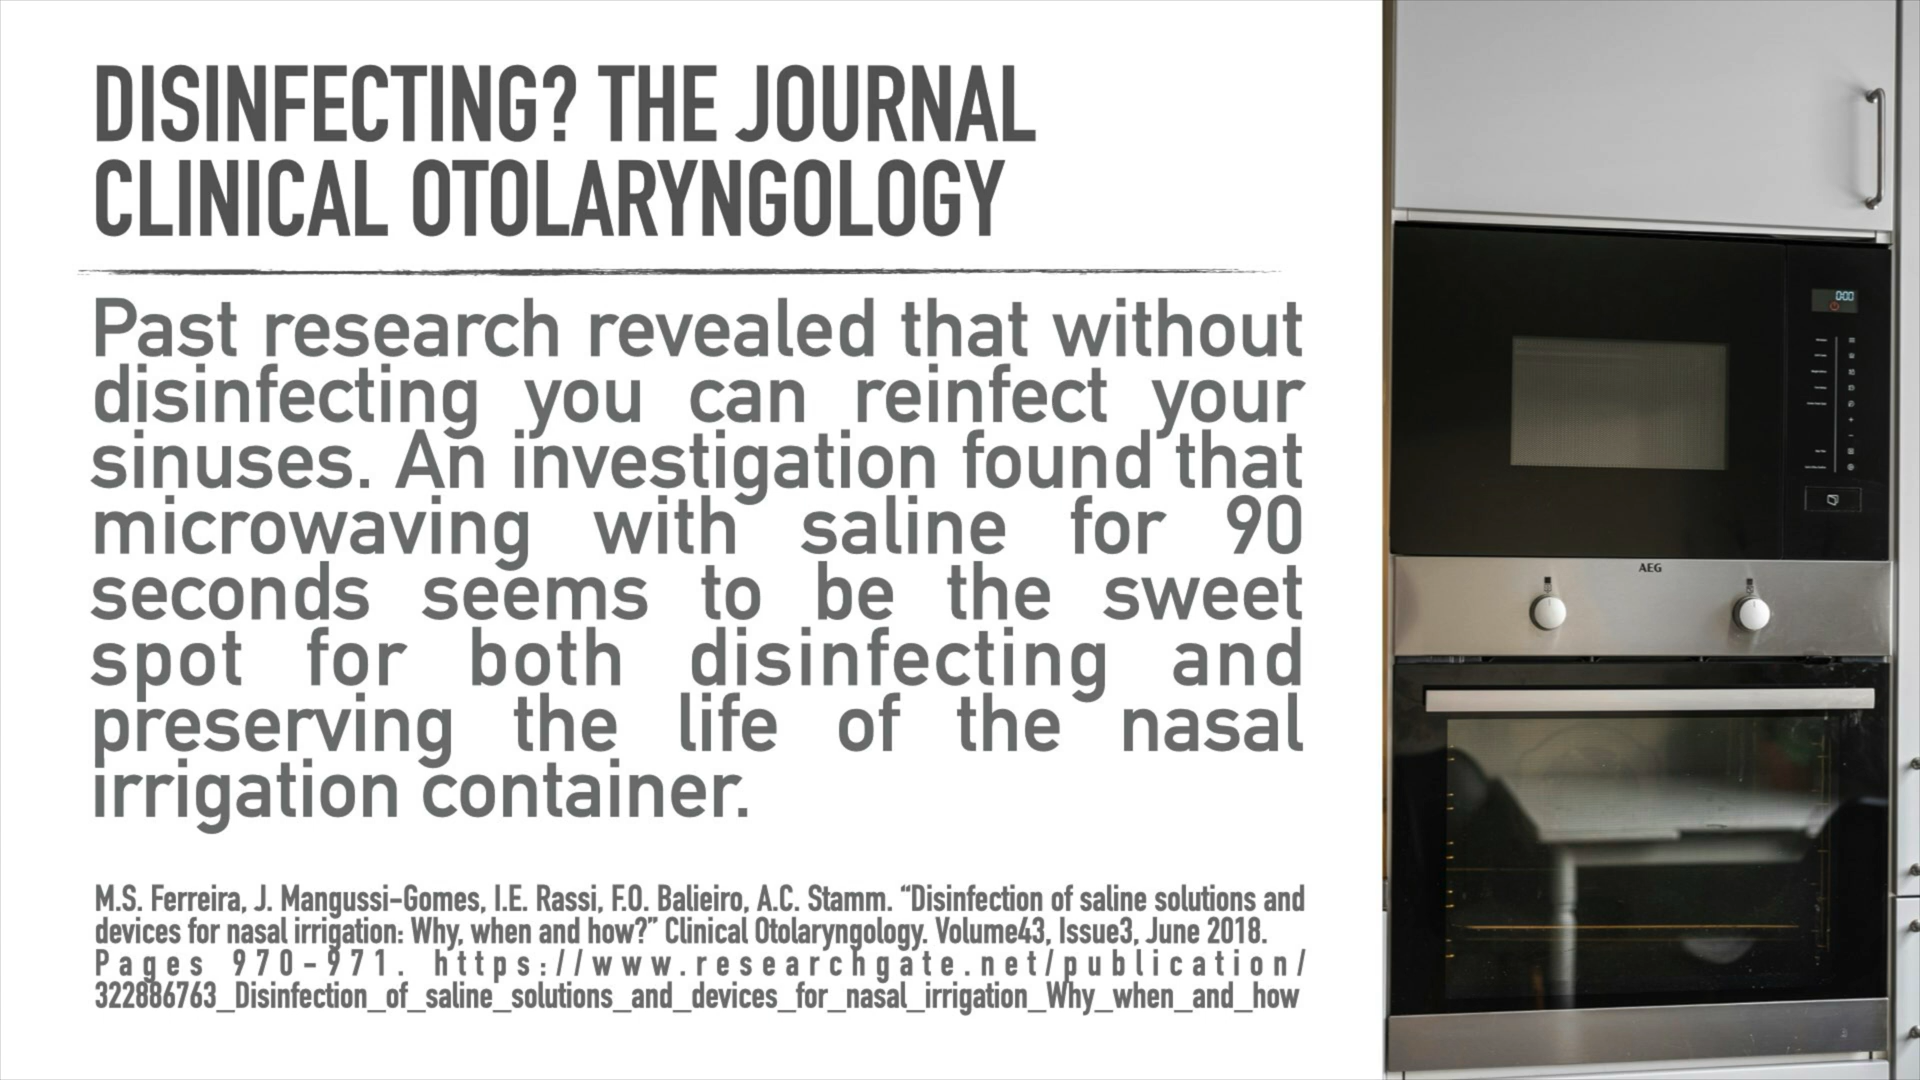 DISINFECTING? THE JOURNAL
CLINICAL OTOLARYNGOLOGY
Past research revealed that without
disinfecting you can reinfect your
sinuses. An investigation found that
microwaving with saline for 90
seconds seems to be the sweet
spot for both disinfecting and
preserving the life of the nasal
irrigation container.
M.S. Ferreira, J. Mangussi-Gomes, I.E. Rassi, F.O. Balieiro, A.C. Stamm. “Disinfection of saline solutions and
devices for nasal irrigation: Why, when and how?” Clinical Otolaryngology. Volume43, Issue3, June 2018.
Pages 970-971. https://www.researchgate.net/publication/
322886763_Disinfection_of_saline_solutions_and_devices_for_nasal_irrigation_Why_when_and_how
0:00
AEG